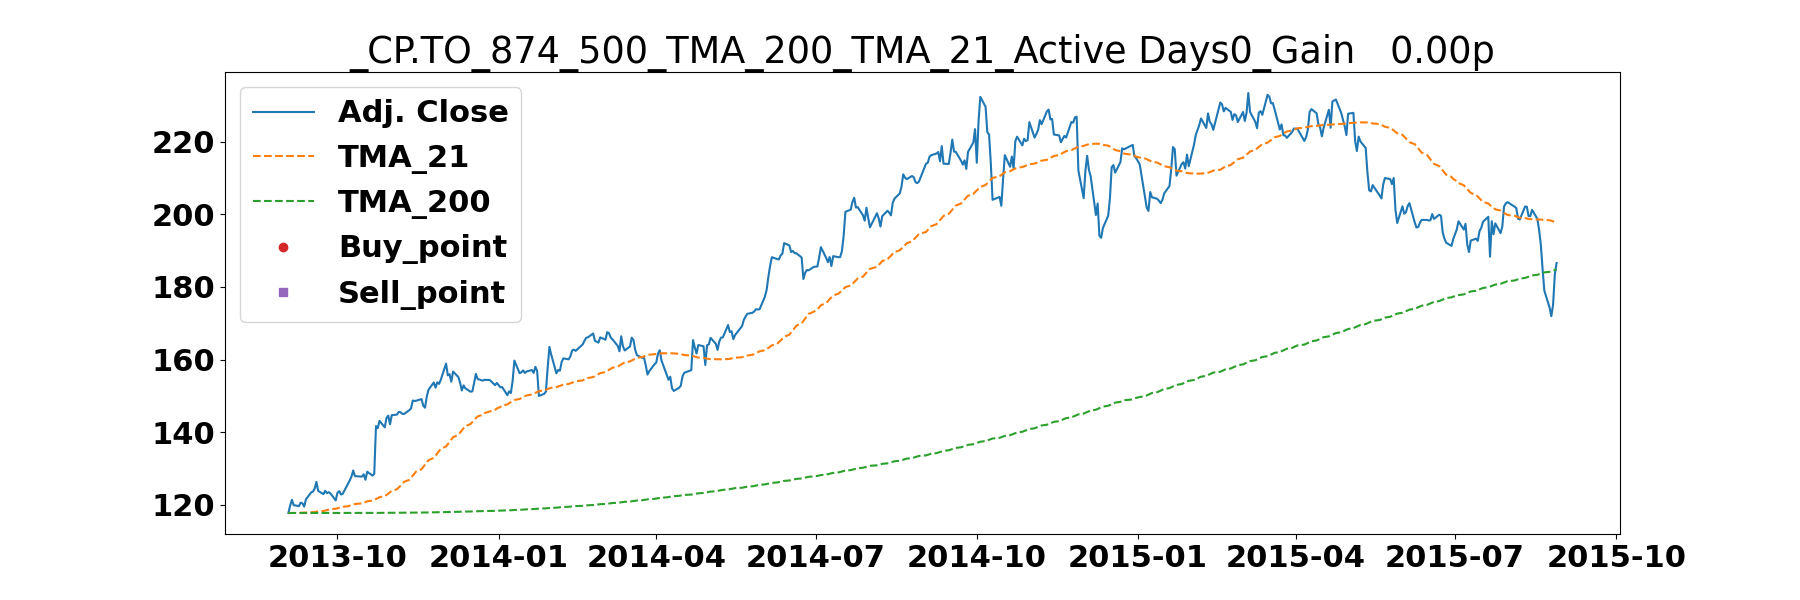 _CP.TO_874_500_TMA_200_TMA_21_Active Days0_Gain   0.00p
Adj. Close
TMA_21
TMA_200
Buy_point
Sell_point
220
200
180
160
140
120
2013-10 2014-01 2014-04 2014-07 2014-10 2015-01 2015-04 2015-07 2015-10